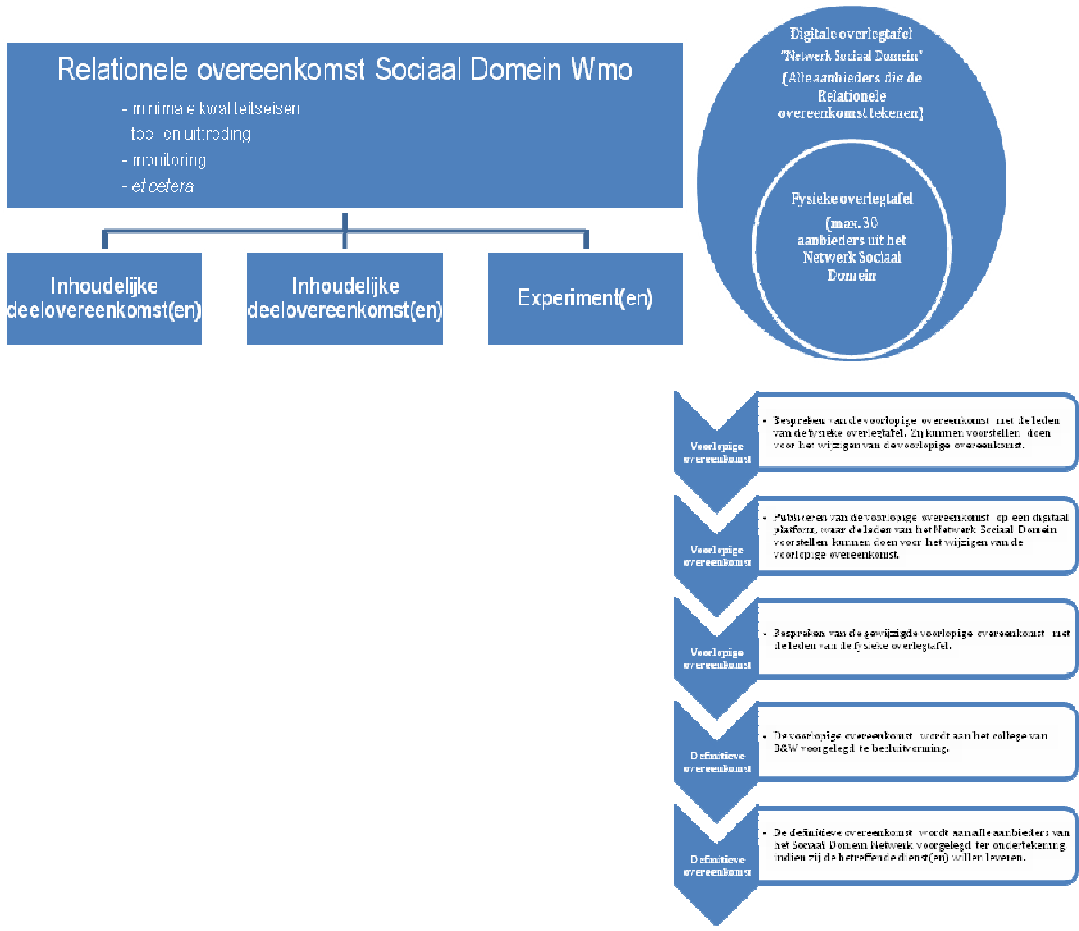 Relationele overeenkomst Sociaal Domein Wmo
- minimale kwaliteitseisen
toe- en uittreding
- monitoring
- et cetera
Inhoudelijke
deelovereenkomst(en)
Inhoudelijke
deelovereenkomst(en)
Experiment(en)
Digitale overlegtafel
"Netwerk Sociaal Domein"
(Alle aanbieders die de
Relationele
overeenkomst tekenen)
Fysieke overlegtafel
(max. 30
aanbieders uit het
Netwerk Sociaal
Domein
Voorlopige
overeenkomst
• Bespreken van de voorlopige overeenkomst met de leden
van de fysieke overlegtafel. Zij kunnen voorstellen doen
voor het wijzigen van de voorlopige overeenkomst.
Voorlopige
overeenkomst
• Publiceren van de voorlopige overeenkomst op een digitaal
platform, waar de leden van het Netwerk Sociaal Domein
voorstellen kunnen doen voor het wijzigen van de
voorlopige overeenkomst.
Voorlopige
overeenkomst
• Bespreken van de gewijzigde voorlopige overeenkomst met
de leden van de fysieke overlegtafel.
Definitieve
overeenkomst
• De voorlopige overeenkomst wordt aan het college van
B&W voorgelegd te besluitvorming.
Definitieve
overeenkomst
• De definitieve overeenkomst wordt aan alle aanbieders van
het Sociaal Domein Netwerk voorgelegd ter ondertekening
indien zij de betreffende dienst(en) willen leveren.